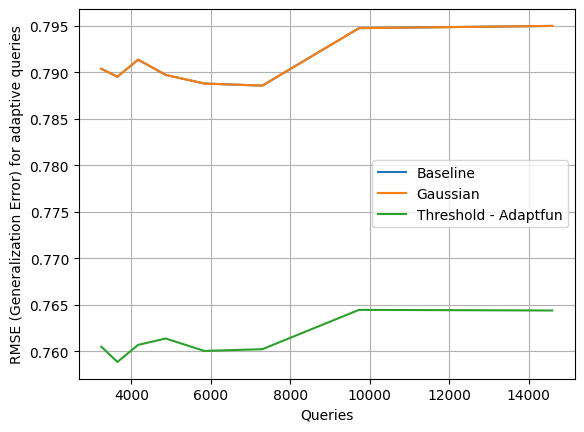 0.795
0.790
0.785
0.780
0.775
0.770
0.765
0.760
RMSE (Generalization Error) for adaptive queries
Baseline
Gaussian
Threshold - Adaptfun
4000 6000 8000 10000 12000 14000
Queries